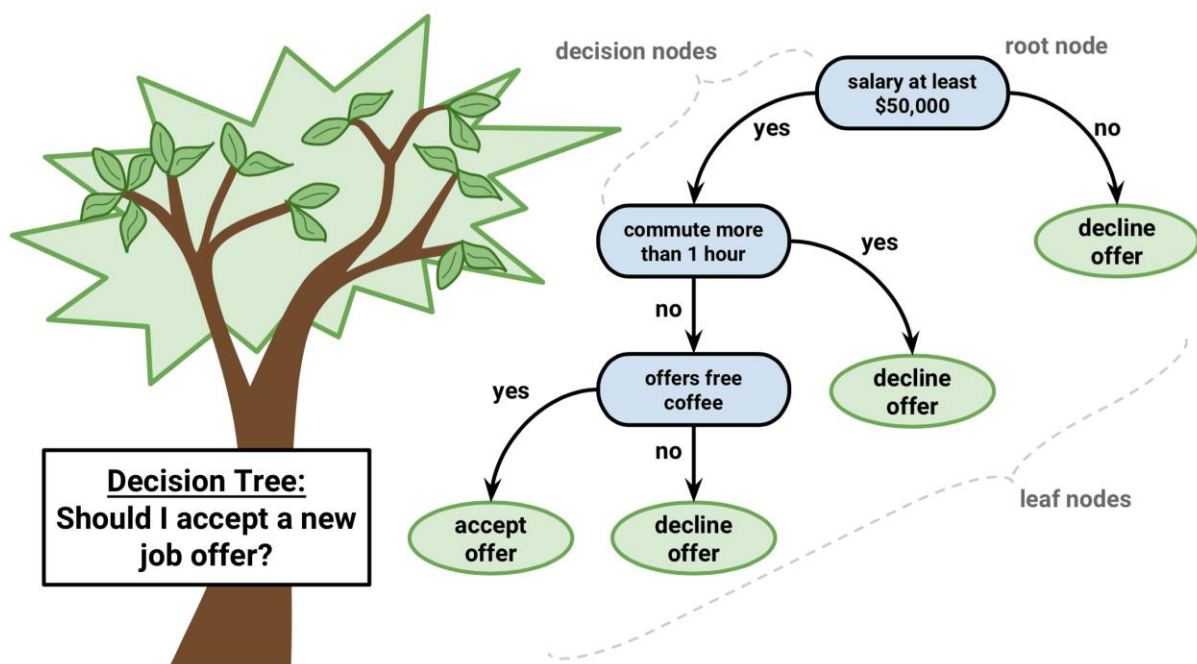 decision nodes
root node
salary at least
$50,000
yes
no
commute more
than 1 hour
yes
decline
offer
no
offers free
coffee
decline
offer
yes
no
Decision Tree:
Should I accept a new
job offer?
accept
offer
decline
offer
leaf nodes